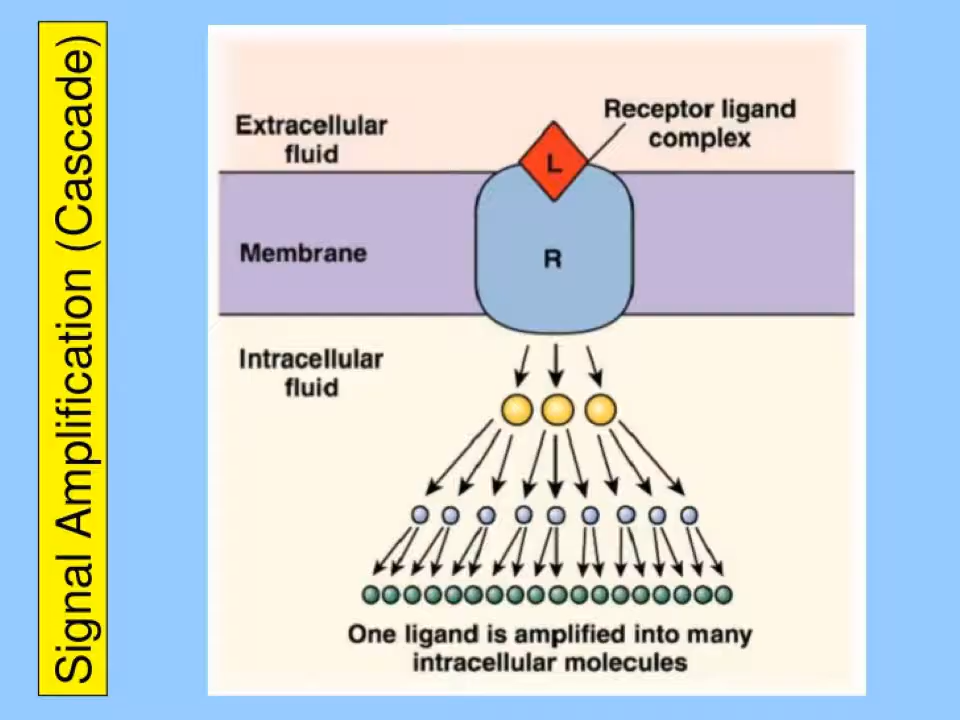 Signal Amplification (Cascade)
Extracellular
fluid
Receptor ligand
complex
L
Membrane
R
Intracellular
fluid
One ligand is amplified into many
intracellular molecules